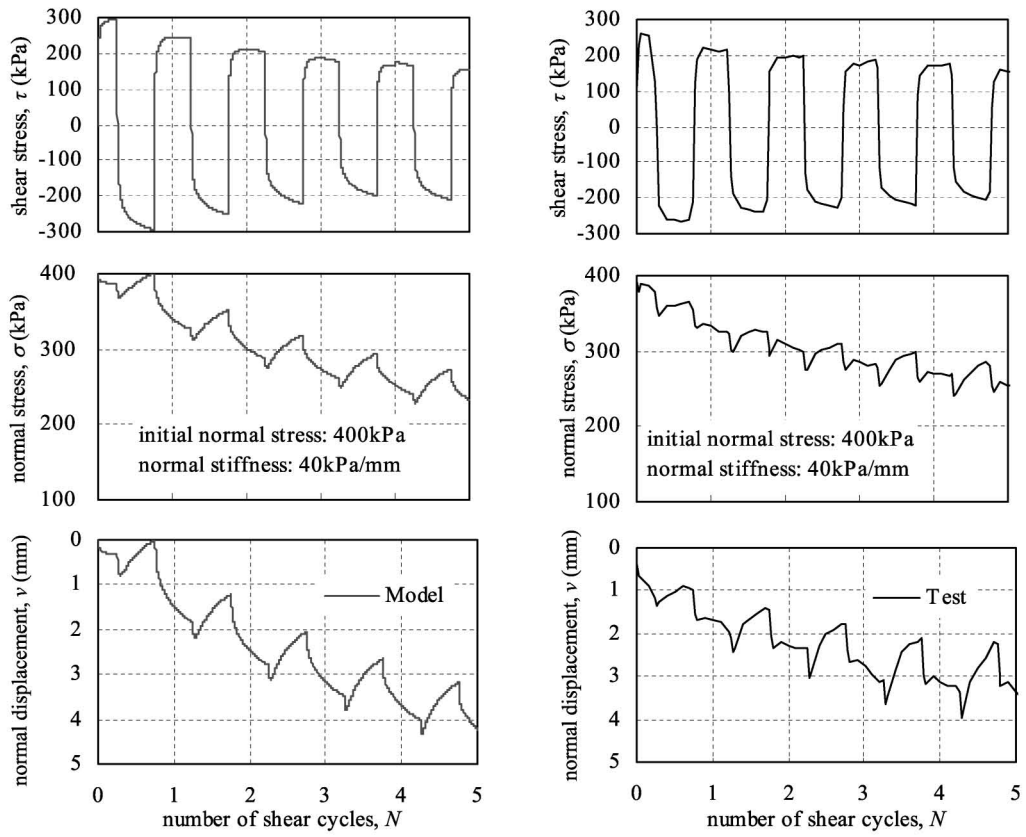 300
200
100
0
-100
-200
-300
shear stress, τ (kPa)
300
200
100
0
-100
-200
-300
shear stress, τ (kPa)
400
300
200
100
normal stress, σ (kPa)
initial normal stress: 400kPa
normal stiffness: 40kPa/mm
400
300
200
100
normal stress, σ (kPa)
initial normal stress: 400kPa
normal stiffness: 40kPa/mm
0
1
2
3
4
5
normal displacement, v (mm)
Model
0 1 2 3 4 5
number of shear cycles, N
0
1
2
3
4
5
normal displacement, v (mm)
Test
0 1 2 3 4 5
number of shear cycles, N